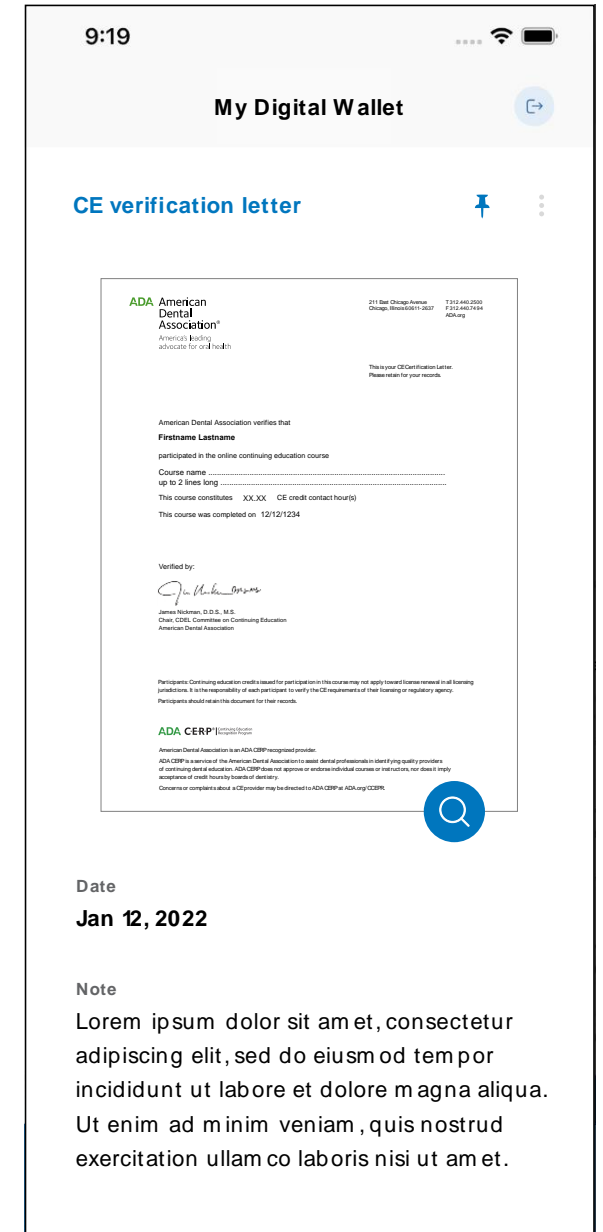 9:19
My Digital Wallet
CE verification letter
ADA American
Dental
Association®
America's leading
advocate for oral health
211 East Chicago Avenue T 312.440.2500
Chicago, Illinois 60611-2637 F 312.440.7494
ADA.org
This is your CE Certification Letter.
Please retain for your records.
American Dental Association verifies that
Firstname Lastname
participated in the online continuing education course
Course name ..........................................................................................................
up to 2 lines long ....................................................................................................
This course constitutes XX.XX CE credit contact hour(s)
This course was completed on 12/12/1234
Verified by:
James Nickman, D.D.S., M.S.
Chair, CDEL Committee on Continuing Education
American Dental Association
Participants: Continuing education credits issued for participation in this course may not apply toward license renewal in all licensing
jurisdictions. It is the responsibility of each participant to verify the CE requirements of their licensing or regulatory agency.
Participants should retain this document for their records.
ADA CERP® | Continuing Education
Recognition Program
American Dental Association is an ADA CERP recognized provider.
ADA CERP is a service of the American Dental Association to assist dental professionals in identifying quality providers
of continuing dental education. ADA CERP does not approve or endorse individual courses or instructors, nor does it imply
acceptance of credit hours by boards of dentistry.
Concerns or complaints about a CE provider may be directed to ADA CERP at ADA.org/CCEPR.
Date
Jan 12, 2022
Note
Lorem ipsum dolor sit amet, consectetur
adipiscing elit, sed do eiusmod tempor
incididunt ut labore et dolore magna aliqua.
Ut enim ad minim veniam, quis nostrud
exercitation ullamco laboris nisi ut amet.